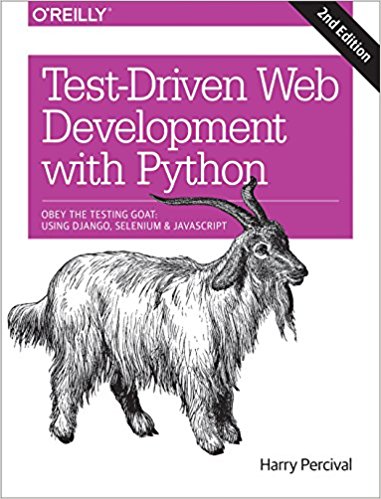 O'REILLY®
2nd Edition
Test-Driven Web
Development
with Python
OBEY THE TESTING GOAT:
USING DJANGO, SELENIUM & JAVASCRIPT
Harry Percival